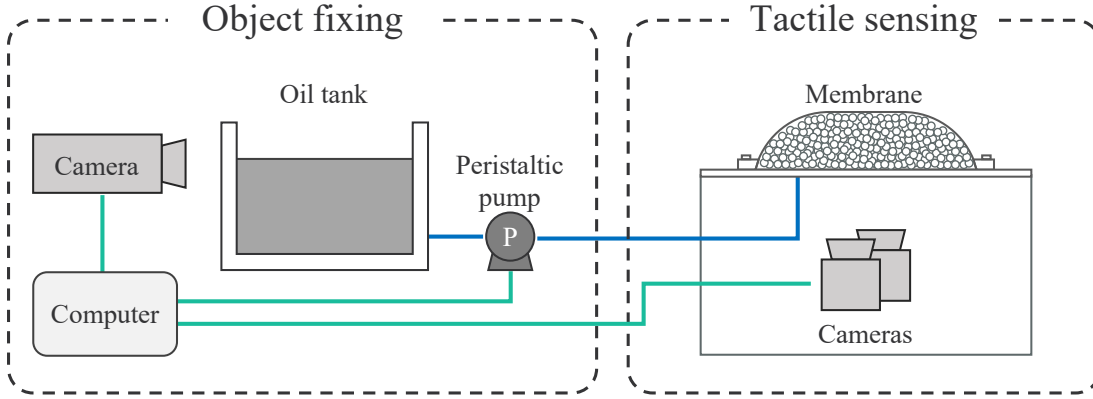 Object fixing
Tactile sensing
Oil tank
Membrane
Camera
Peristaltic
pump
P
Computer
Cameras